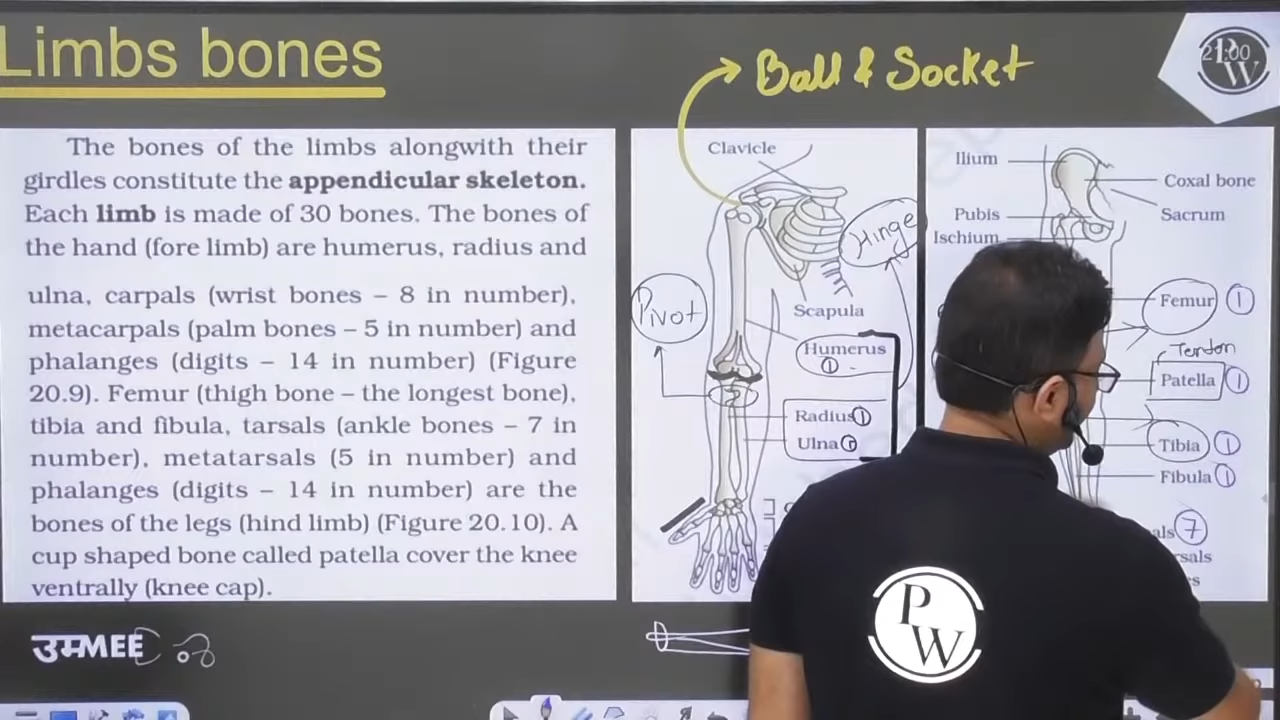 Limbs bones
Ball & Socket
21:00
PW
The bones of the limbs alongwith their
girdles constitute the appendicular skeleton.
Each limb is made of 30 bones. The bones of
the hand (fore limb) are humerus, radius and
ulna, carpals (wrist bones – 8 in number),
metacarpals (palm bones – 5 in number) and
phalanges (digits – 14 in number) (Figure
20.9). Femur (thigh bone – the longest bone),
tibia and fibula, tarsals (ankle bones – 7 in
number), metatarsals (5 in number) and
phalanges (digits – 14 in number) are the
bones of the legs (hind limb) (Figure 20.10). A
cup shaped bone called patella cover the knee
ventrally (knee cap).
Clavicle
Hinge
Pivot
Scapula
Humerus
1
Radius 1
Ulna
Ilium
Coxal bone
Pubis
Sacrum
Ischium
Femur 1
Tendon
Patella 1
Tibia 1
Fibula 1
als 7
sals
s
उम्मMEED
PW